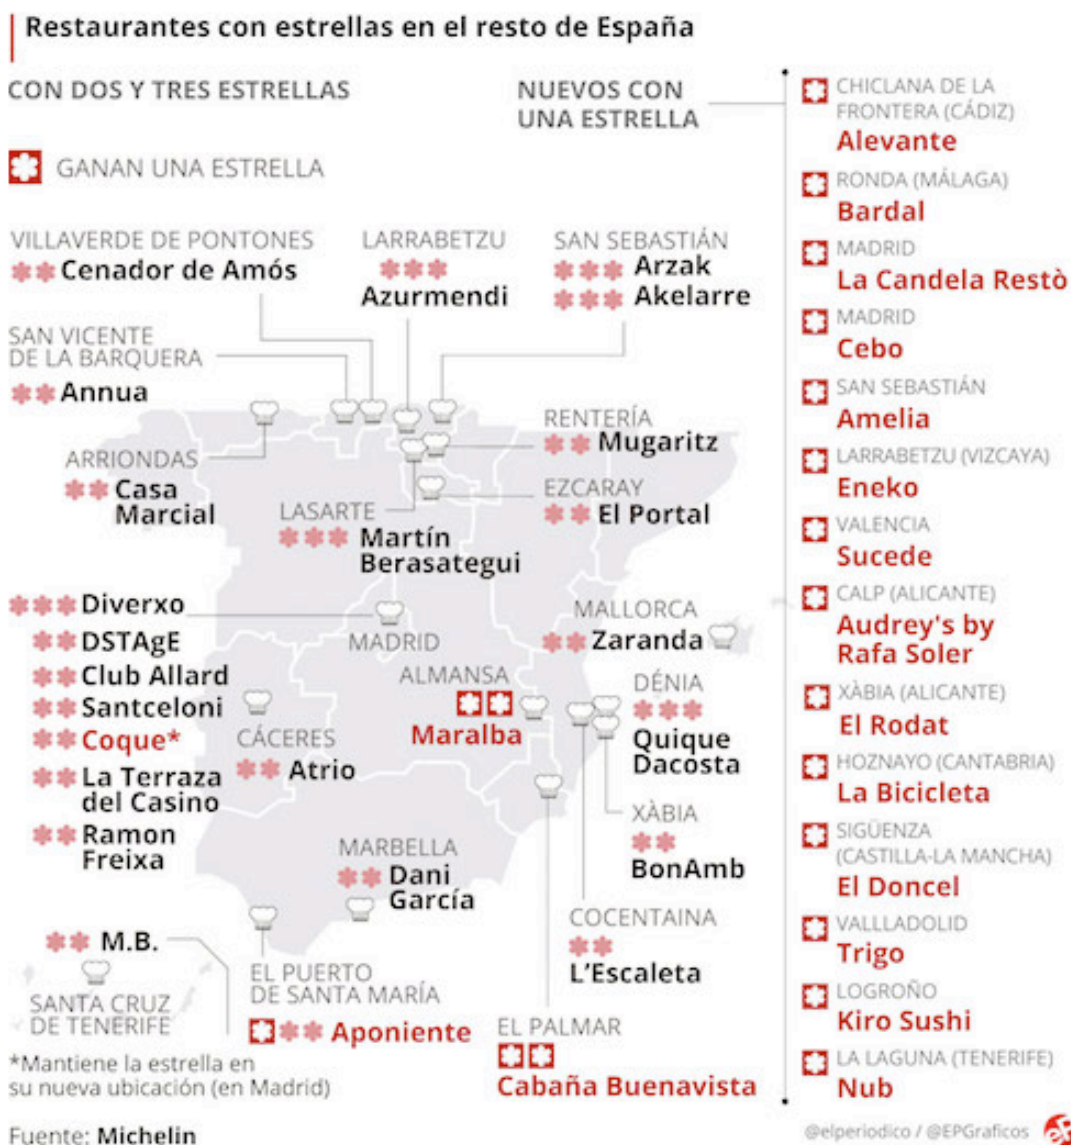 Restaurantes con estrellas en el resto de España
CON DOS Y TRES ESTRELLAS
GANAN UNA ESTRELLA
VILLAVERDE DE PONTONES
Cenador de Amós
LARRABETZU
Azurmendi
SAN SEBASTIÁN
Arzak
Akelarre
SAN VICENTE
DE LA BARQUERA
Annua
ARRIONDAS
Casa
Marcial
RENTERÍA
Mugaritz
EZCARAY
El Portal
LASARTE
Martín
Berasategui
Diverxo
DSTAgE
Club Allard
Santceloni
Coque*
La Terraza
del Casino
Ramon
Freixa
MADRID
MALLORCA
Zaranda
ALMANSA
Maralba
DÉNIA
Quique
Dacosta
CÁCERES
Atrio
XÀBIA
BonAmb
MARBELLA
Dani
García
COCENTAINA
L'Escaleta
M.B.
SANTA CRUZ
DE TENERIFE
EL PUERTO
DE SANTA MARÍA
Aponiente
EL PALMAR
Cabaña Buenavista
*Mantiene la estrella en
su nueva ubicación (en Madrid)
Fuente: Michelin
NUEVOS CON
UNA ESTRELLA
CHICLANA DE LA
FRONTERA (CÁDIZ)
Alevante
RONDA (MÁLAGA)
Bardal
MADRID
La Candela Restò
MADRID
Cebo
SAN SEBASTIÁN
Amelia
LARRABETZU (VIZCAYA)
Eneko
VALENCIA
Sucede
CALP (ALICANTE)
Audrey's by
Rafa Soler
XÀBIA (ALICANTE)
El Rodat
HOZNAYO (CANTABRIA)
La Bicicleta
SIGÜENZA
(CASTILLA-LA MANCHA)
El Doncel
VALLLADOLID
Trigo
LOGROÑO
Kiro Sushi
LA LAGUNA (TENERIFE)
Nub
@elperiodico / @EPGraficos
eP